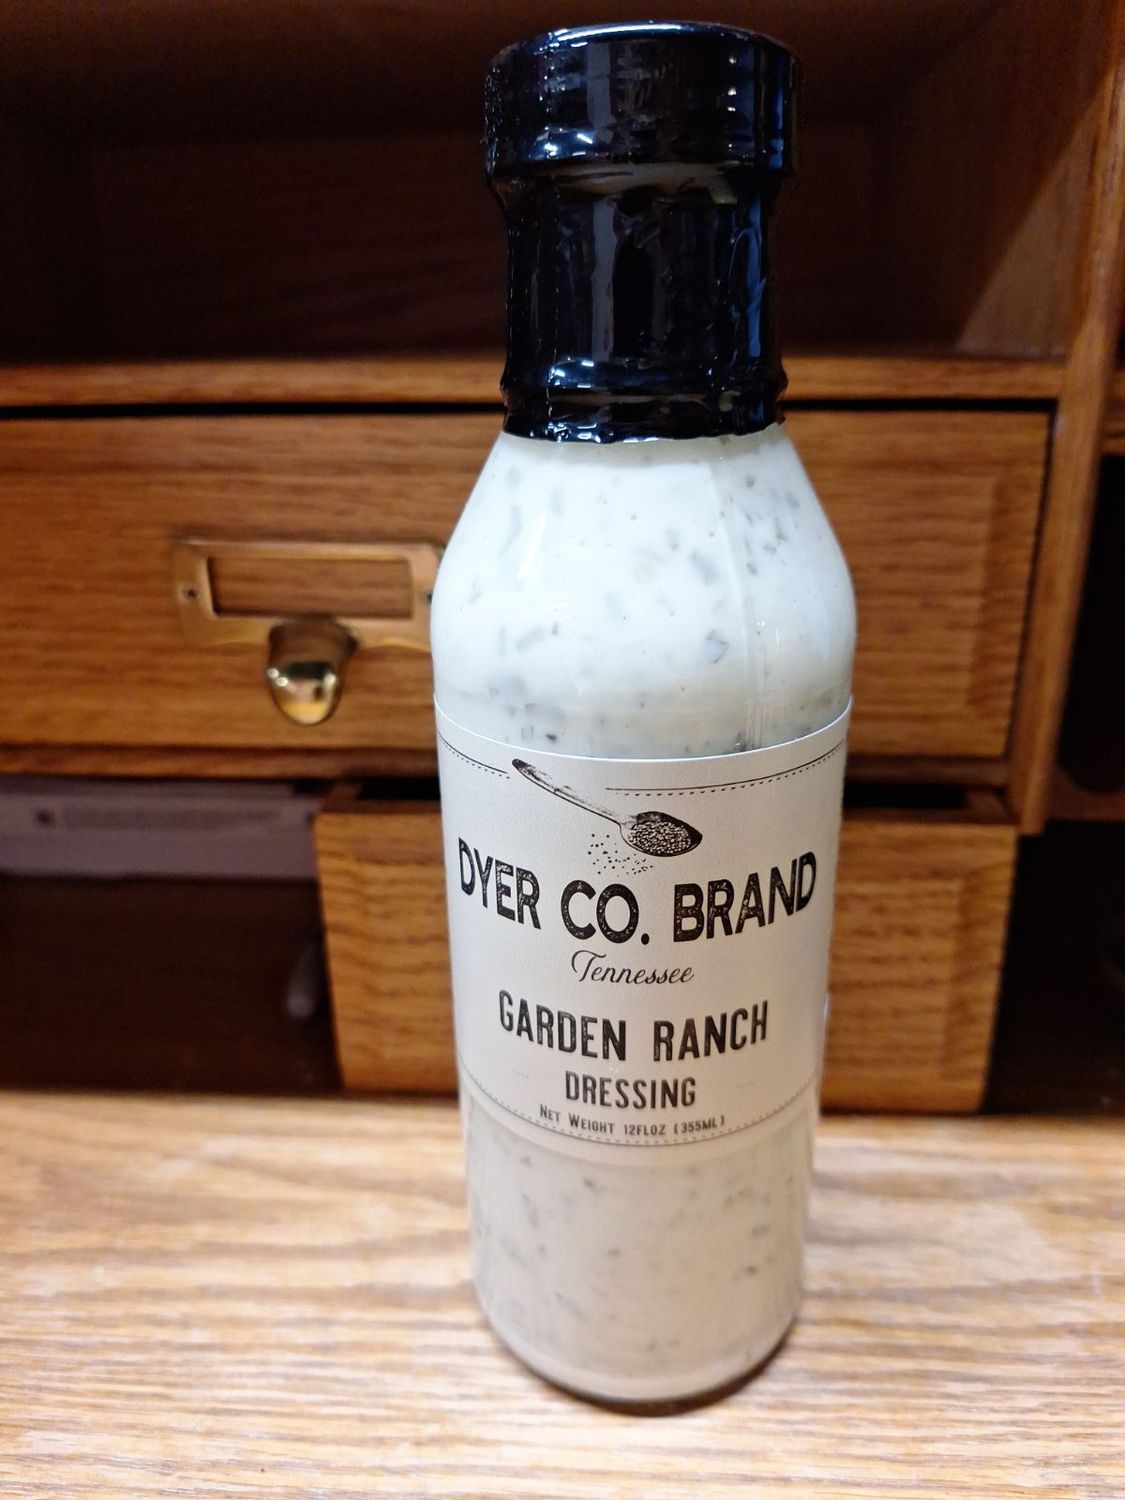 DYER CO. BRAND
Tennessee
GARDEN RANCH
DRESSING
NET WEIGHT 12FLOZ (355ML)